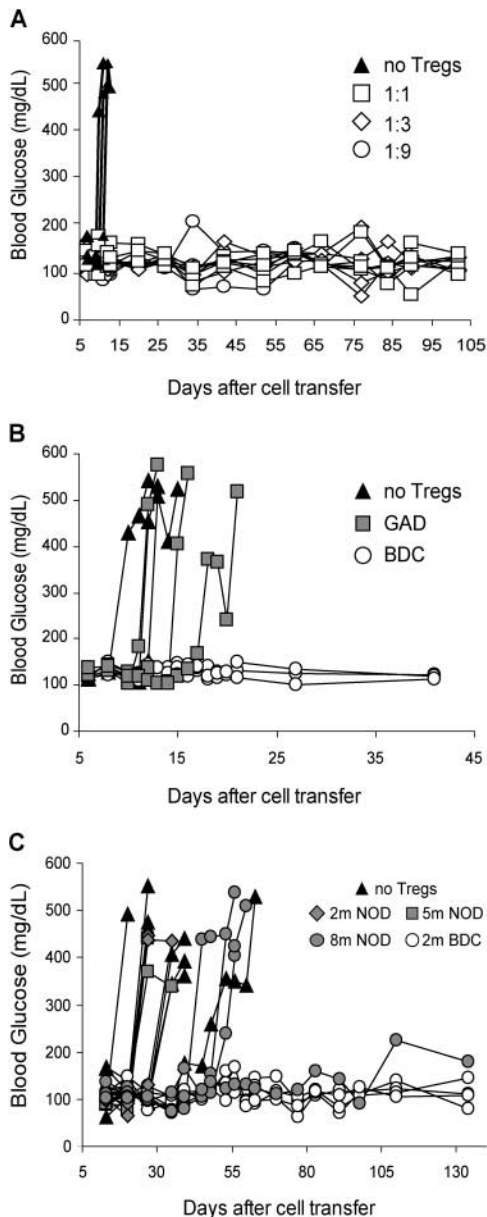 A
600
500
400
300
200
100
0
Blood Glucose (mg/dL)
no Tregs
1:1
1:3
1:9
5 15 25 35 45 55 65 75 85 95 105
Days after cell transfer
B
600
500
400
300
200
100
0
Blood Glucose (mg/dL)
no Tregs
GAD
BDC
5 15 25 35 45
Days after cell transfer
C
600
500
400
300
200
100
0
Blood Glucose (mg/dL)
no Tregs
2m NOD 5m NOD
8m NOD 2m BDC
5 30 55 80 105 130
Days after cell transfer